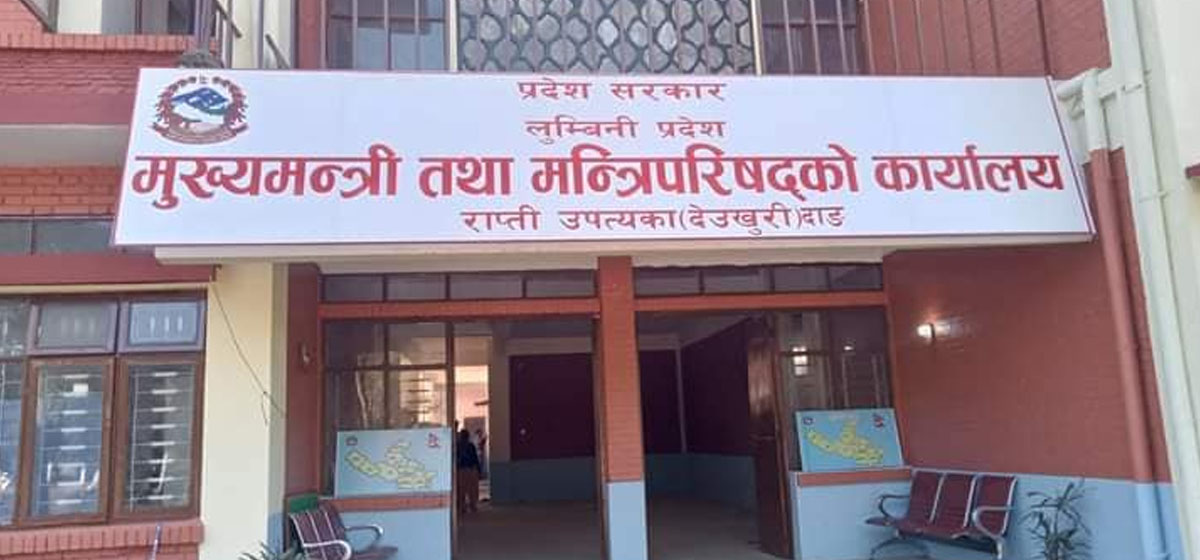 प्रदेश सरकार
लुम्बिनी प्रदेश
मुख्यमन्त्री तथा मन्त्रिपरिषद्को कार्यालय
राप्ती उपत्यका(देउखुरी)दाङ